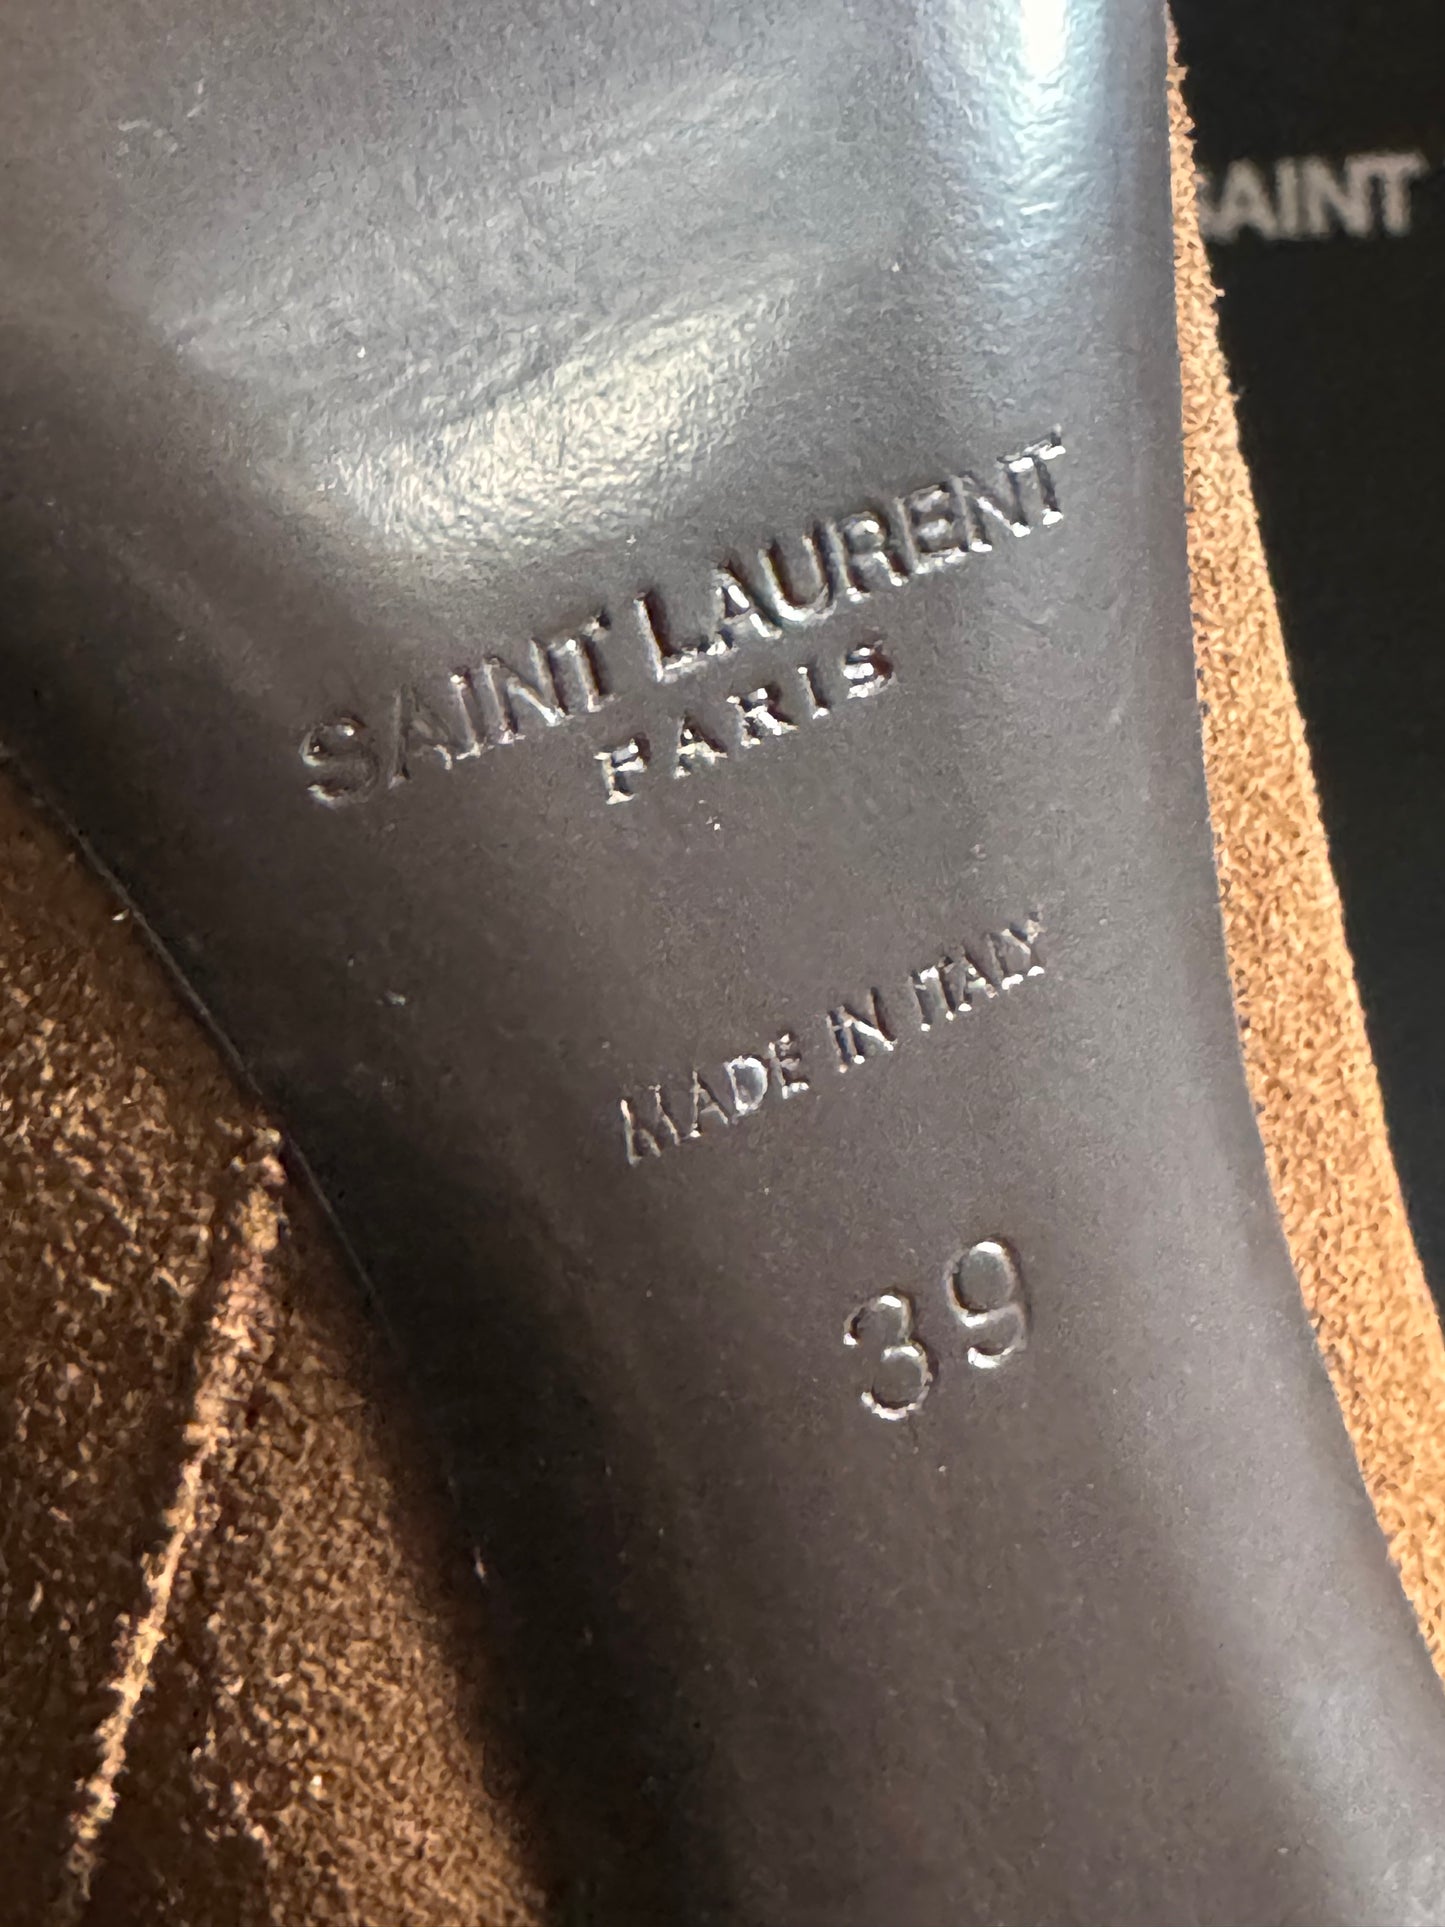 SAINT
SAINT LAURENT
PARIS
MADE IN ITALY
39